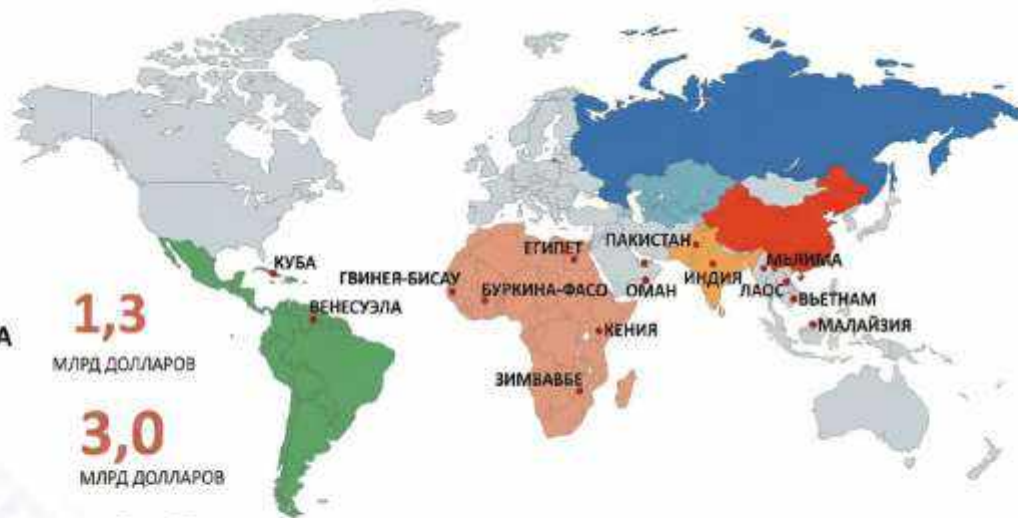 КУБА
ВЕНЕСУЭЛА
ЕГИПЕТ
ГВИНЕЯ-БИСАУ
БУРКИНА-ФАСО
КЕНИЯ
ЗИМВАВБЕ
ПАКИСТАН
ОМАН
ИНДИЯ
МЬЯНМА
ЛАОС
ВЬЕТНАМ
МАЛАЙЗИЯ
А
1,3
МЛРД ДОЛЛАРОВ
3,0
МЛРД ДОЛЛАРОВ